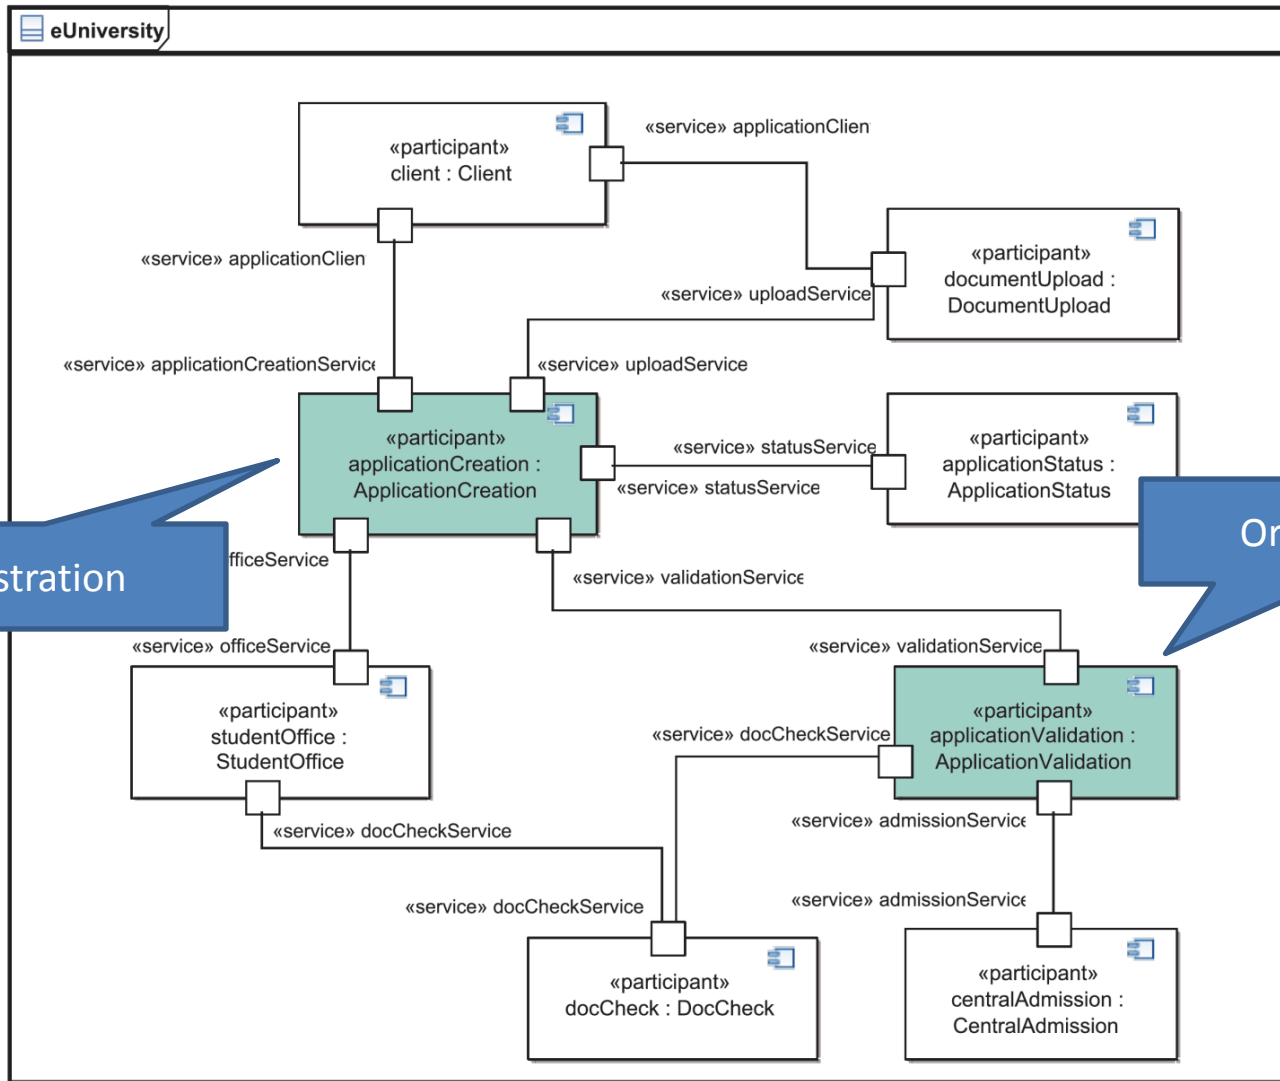 eUniversity
«service» applicationClien
«participant»
client : Client
«participant»
documentUpload :
DocumentUpload
«service» applicationClien
«service» uploadService
«service» applicationCreationService
«service» uploadService
«participant»
applicationCreation :
ApplicationCreation
«service» statusService
«service» statusService
«participant»
applicationStatus :
ApplicationStatus
Or
stration
fficeService
«service» validationService
«service» officeService
«service» validationService
«participant»
studentOffice :
StudentOffice
«service» docCheckService
«participant»
applicationValidation :
ApplicationValidation
«service» docCheckService
«service» admissionService
«service» docCheckService
«service» admissionService
«participant»
docCheck : DocCheck
«participant»
centralAdmission :
CentralAdmission